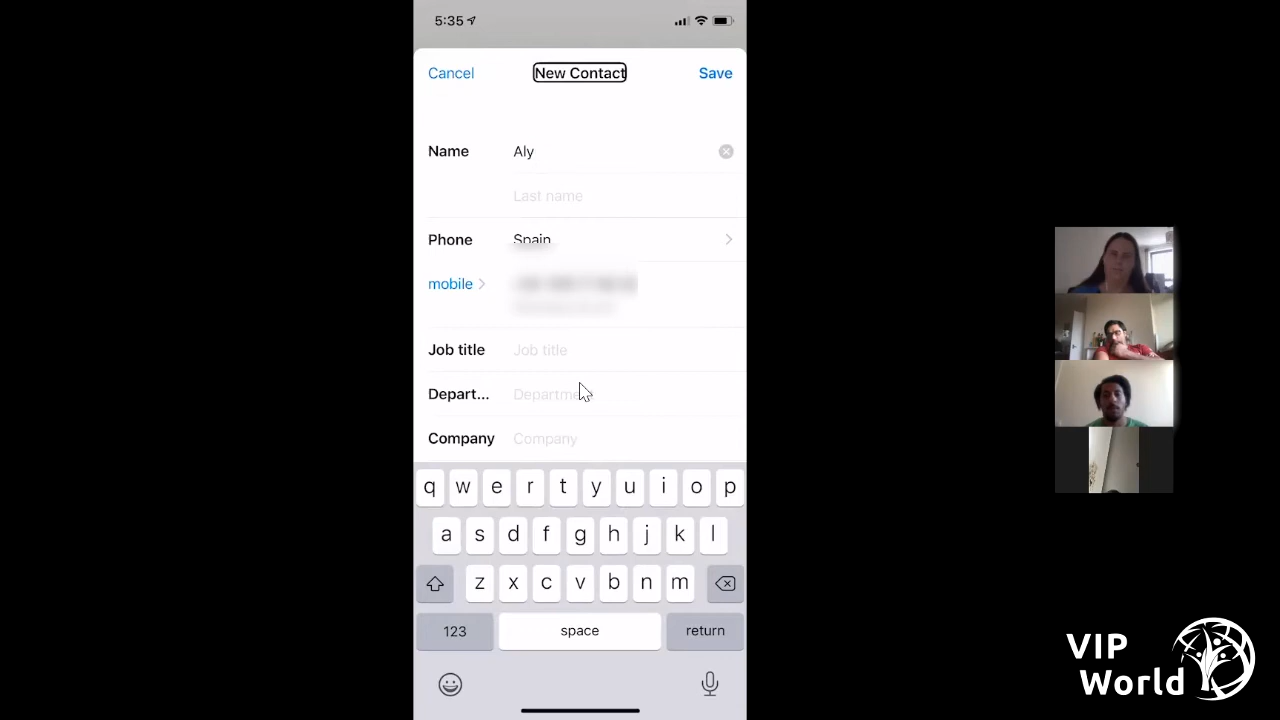 5:35
Cancel New Contact Save
Name Aly
Last name
Phone Spain
mobile
Job title Job title
Depart... Departme
Company Company
q w e r t y u i o p
a s d f g h j k l
z x c v b n m
123 space return
VIP
World